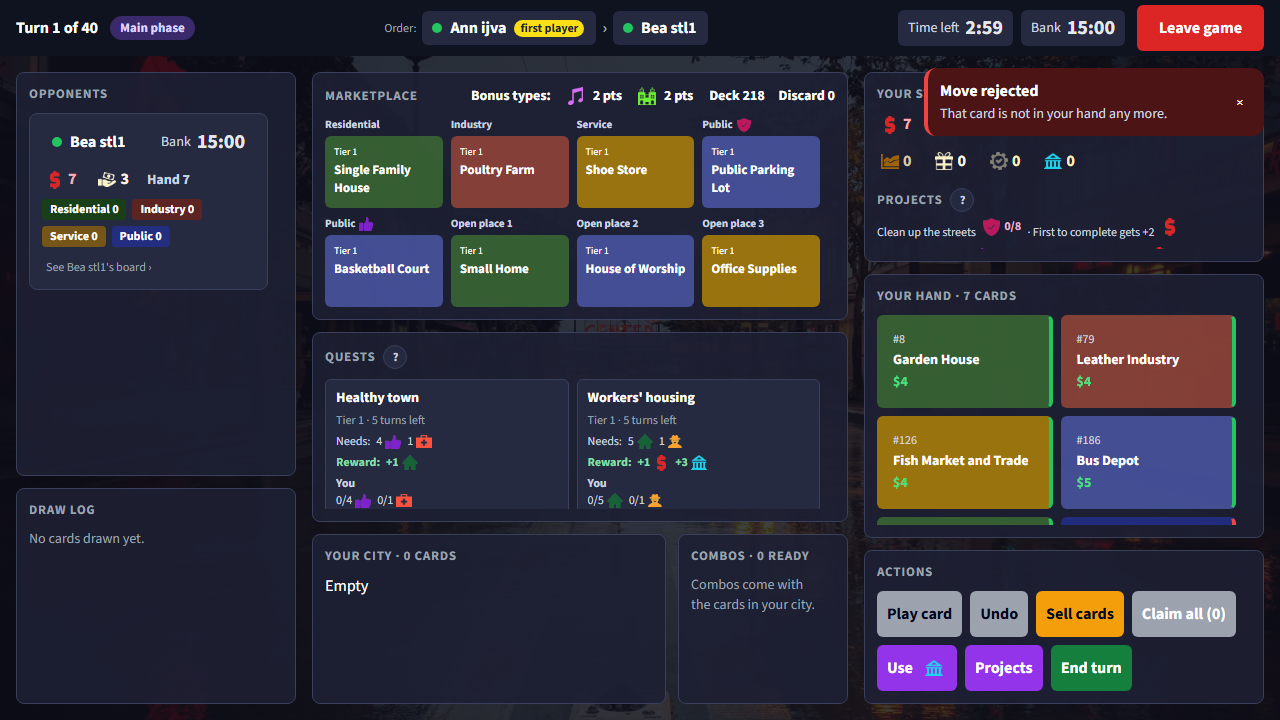 Turn 1 of 40 Main phase
Order: Ann ijva first player › Bea stl1
Time left 2:59 Bank 15:00 Leave game
OPPONENTS
Bea stl1 Bank 15:00
7 3 Hand 7
Residential 0 Industry 0
Service 0 Public 0
See Bea stl1's board ›
DRAW LOG
No cards drawn yet.
MARKETPLACE Bonus types: 2 pts 2 pts Deck 218 Discard 0
Residential Industry Service Public
Tier 1 Tier 1 Tier 1 Tier 1
Single Family House Poultry Farm Shoe Store Public Parking Lot
Public Open place 1 Open place 2 Open place 3
Tier 1 Tier 1 Tier 1 Tier 1
Basketball Court Small Home House of Worship Office Supplies
QUESTS ?
Healthy town
Tier 1 · 5 turns left
Needs: 4 1
Reward: +1
You
0/4 0/1
Workers' housing
Tier 1 · 5 turns left
Needs: 5 1
Reward: +1 +3
You
0/5 0/1
YOUR CITY · 0 CARDS
Empty
COMBOS · 0 READY
Combos come with
the cards in your city.
YOUR S
Move rejected ×
That card is not in your hand any more.
7
0 0 0 0
PROJECTS ?
Clean up the streets 0/8 · First to complete gets +2
YOUR HAND · 7 CARDS
#8
Garden House
$4
#79
Leather Industry
$4
#126
Fish Market and Trade
$4
#186
Bus Depot
$5
ACTIONS
Play card Undo Sell cards Claim all (0)
Use Projects End turn